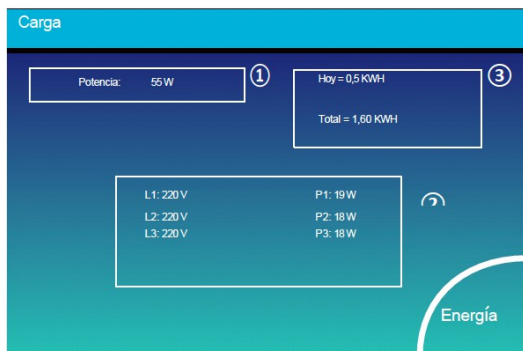 Carga
Potencia: 55 W ①
Hoy = 0,5 KWH ③
Total = 1,60 KWH
L1: 220 V P1: 19 W
L2: 220 V P2: 18 W ②
L3: 220 V P3: 18 W
Energía